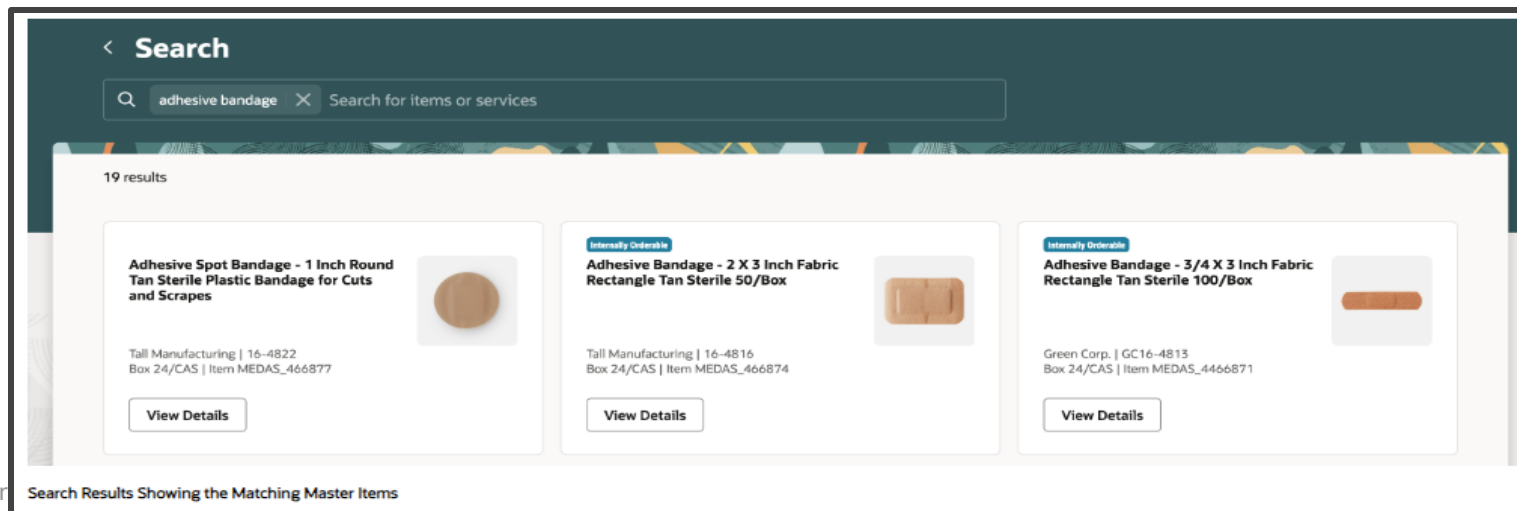 Search
adhesive bandage
Search for items or services
19 results
Adhesive Spot Bandage - 1 Inch Round
Tan Sterile Plastic Bandage for Cuts
and Scrapes
Tall Manufacturing | 16-4822
Box 24/CAS | Item MEDAS_466877
View Details
Internally Orderable
Adhesive Bandage - 2 X 3 Inch Fabric
Rectangle Tan Sterile 50/Box
Tall Manufacturing | 16-4816
Box 24/CAS | Item MEDAS_466874
View Details
Internally Orderable
Adhesive Bandage - 3/4 X 3 Inch Fabric
Rectangle Tan Sterile 100/Box
Green Corp. | GC16-4813
Box 24/CAS | Item MEDAS_4466871
View Details
Search Results Showing the Matching Master Items